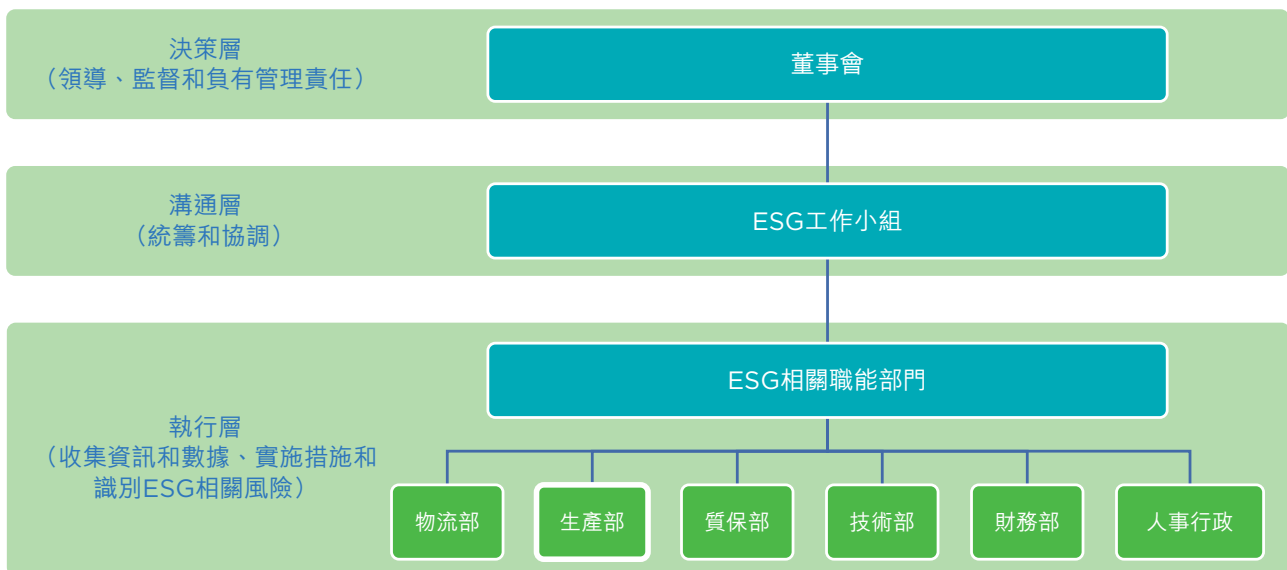 決策層
（領導、監督和負有管理責任）
董事會
溝通層
（統籌和協調）
ESG工作小組
ESG相關職能部門
執行層
（收集資訊和數據、實施措施和
識別ESG相關風險）
物流部
生產部
質保部
技術部
財務部
人事行政